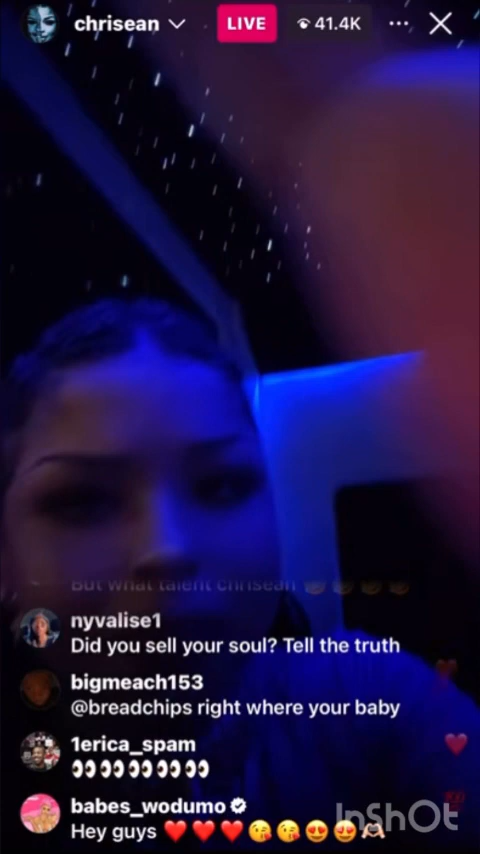 chrisean
LIVE
41.4K
But what talent chrisean
nyvalise1
Did you sell your soul? Tell the truth
bigmeach153
@breadchips right where your baby
1erica_spam
👀👀👀👀👀
babes_wodumo
Hey guys ❤️❤️❤️😘😘😍😍🫶
InShOt